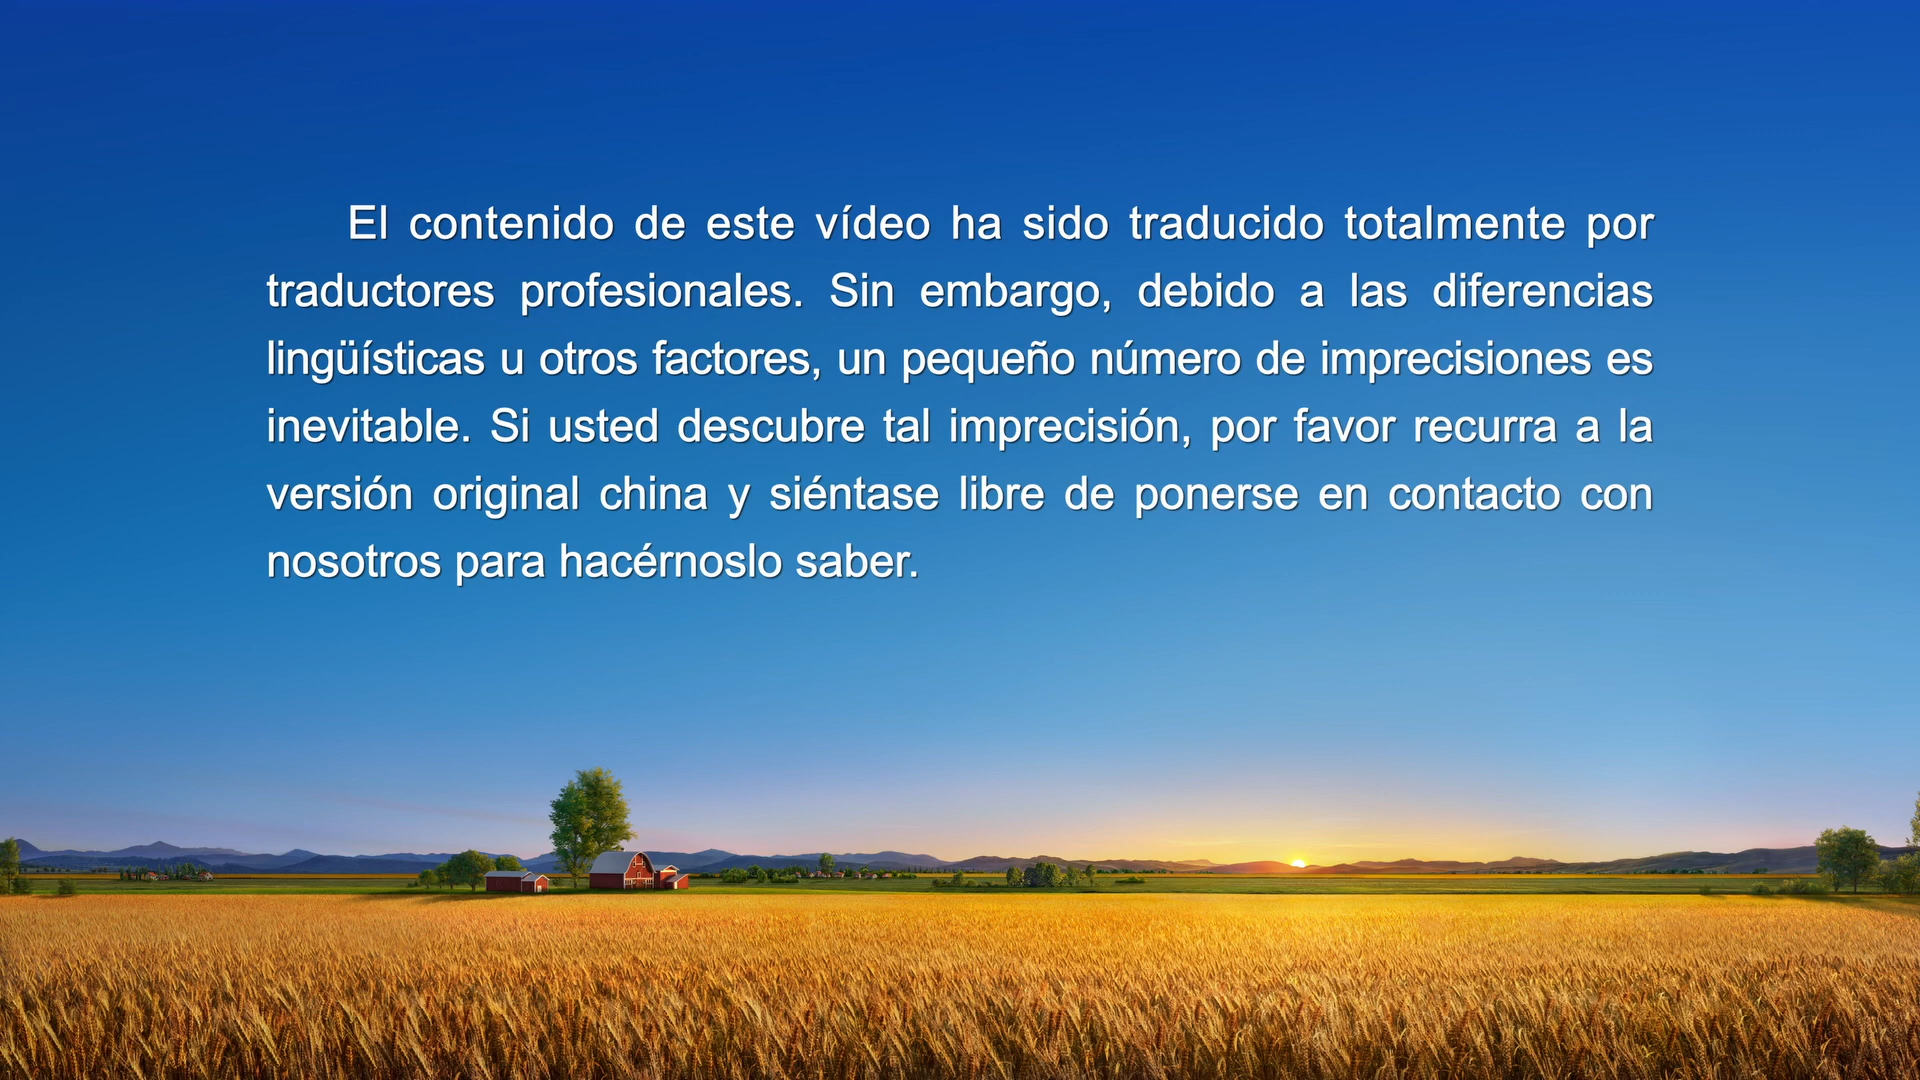 El contenido de este vídeo ha sido traducido totalmente por
traductores profesionales. Sin embargo, debido a las diferencias
lingüísticas u otros factores, un pequeño número de imprecisiones es
inevitable. Si usted descubre tal imprecisión, por favor recurra a la
versión original china y siéntase libre de ponerse en contacto con
nosotros para hacérnoslo saber.